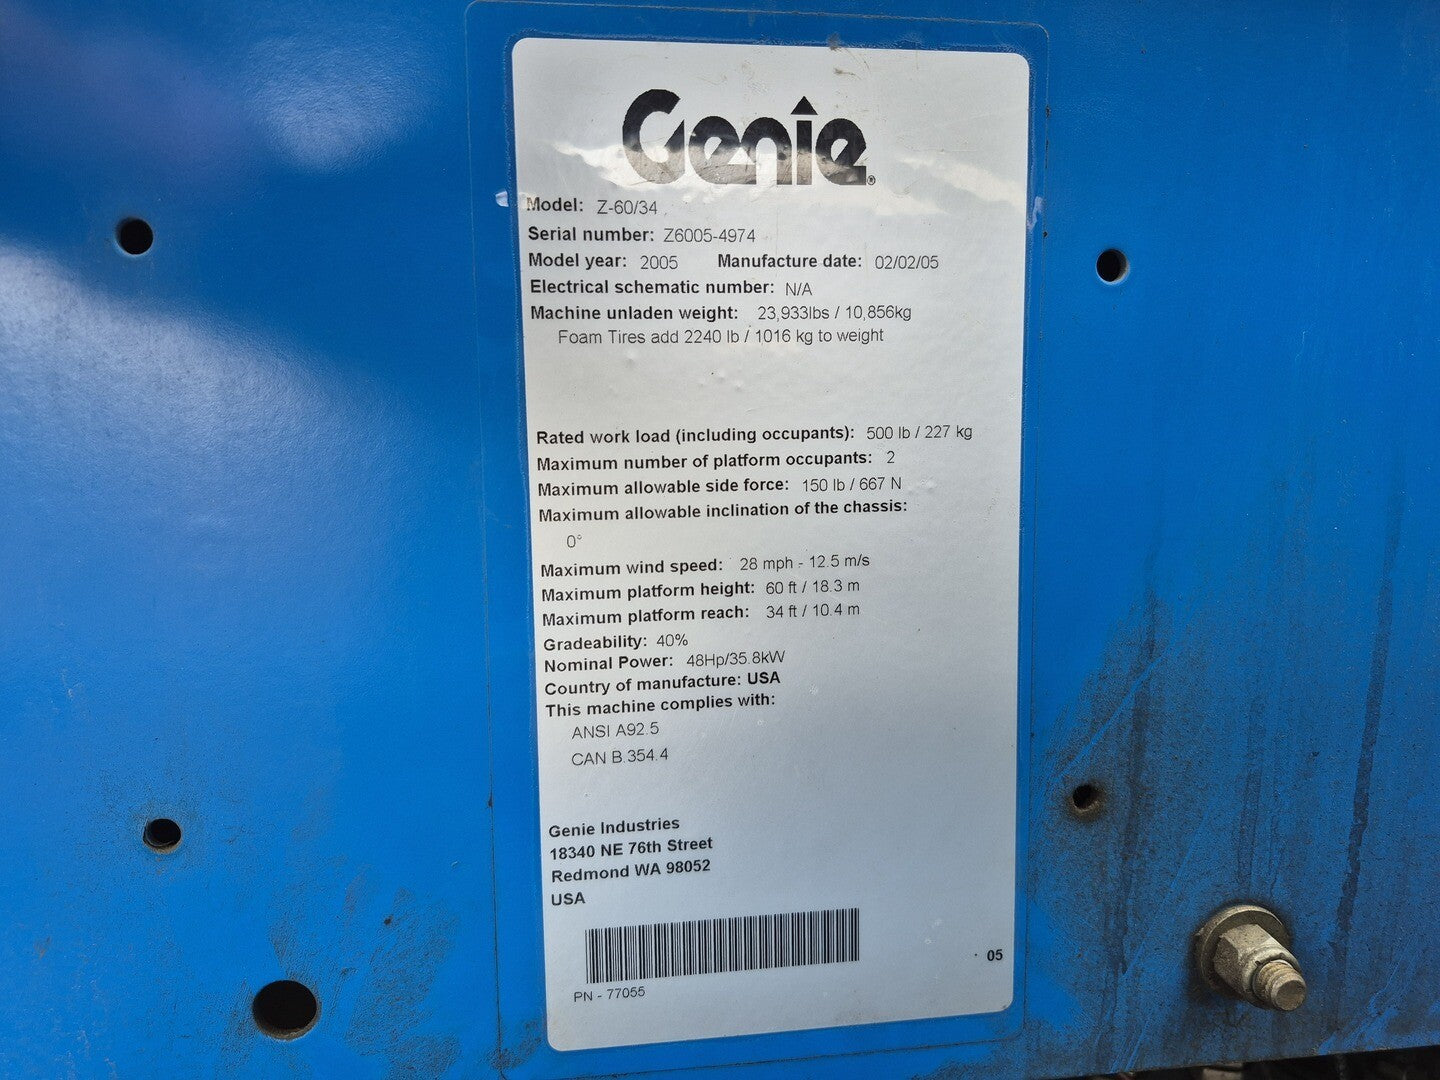 Genie®
Model: Z-60/34
Serial number: Z6005-4974
Model year: 2005 Manufacture date: 02/02/05
Electrical schematic number: N/A
Machine unladen weight: 23,933lbs / 10,856kg
Foam Tires add 2240 lb / 1016 kg to weight
Rated work load (including occupants): 500 lb / 227 kg
Maximum number of platform occupants: 2
Maximum allowable side force: 150 lb / 667 N
Maximum allowable inclination of the chassis:
0°
Maximum wind speed: 28 mph - 12.5 m/s
Maximum platform height: 60 ft / 18.3 m
Maximum platform reach: 34 ft / 10.4 m
Gradeability: 40%
Nominal Power: 48Hp/35.8kW
Country of manufacture: USA
This machine complies with:
ANSI A92.5
CAN B.354.4
Genie Industries
18340 NE 76th Street
Redmond WA 98052
USA
05
PN - 77055